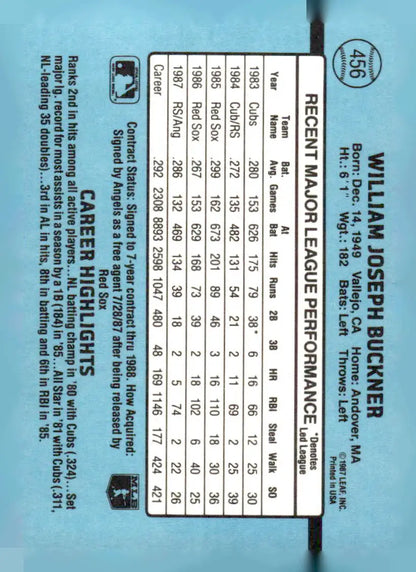 456
WILLIAM JOSEPH BUCKNER
Born: Dec. 14, 1949 Vallejo, CA Home: Andover, MA
Ht.: 6'1" Wgt.: 182 Bats: Left Throws: Left
© 1987 LEAF, INC.
Printed in USA
RECENT MAJOR LEAGUE PERFORMANCE *Denotes Led League
Year Team Name Bat. Avg. Games At Bat Hits Runs 2B 3B HR RBI Steal Walk SO
1983 Cubs .280 153 626 175 79 38* 6 16 66 12 25 30
1984 Cub/RS .272 135 482 131 54 21 2 11 69 2 25 39
1985 Red Sox .299 162 673 201 89 46 3 16 110 18 30 36
1986 Red Sox .267 153 629 168 73 39 2 18 102 6 40 25
1987 RS/Ang .286 132 469 134 39 18 2 5 74 2 22 26
Career .292 2308 8893 2598 1047 480 48 169 1146 177 424 421
Contract Status: Signed to 7-year contract thru 1988. How Acquired:
Signed by Angels as a free agent 7/28/87 after being released by
Red Sox
MLB
CAREER HIGHLIGHTS
Ranks 2nd in hits among all active players...NL batting champ in '80 with Cubs (.324)...Set
major lg. record for most assists in a season by a 1B (184) in '85...All Star in '81 with Cubs (.311,
NL-leading 35 doubles)...3rd in AL in hits, 8th in batting and 6th in RBI in '85.